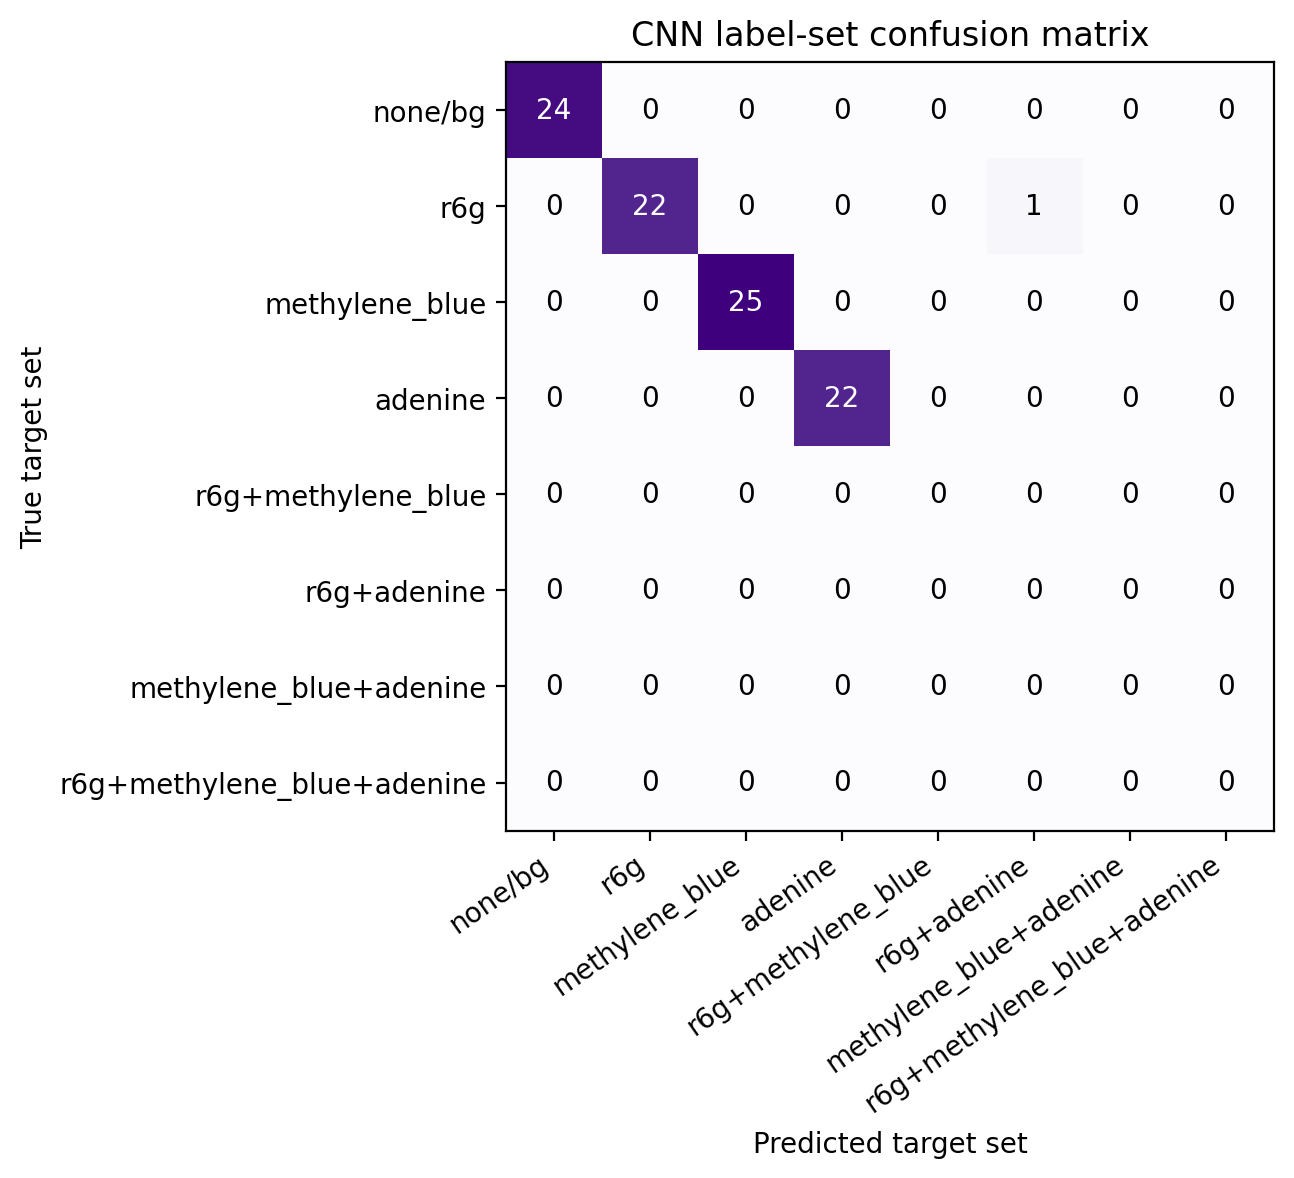 CNN label-set confusion matrix
True target set
none/bg 24 0 0 0 0 0 0 0
r6g 0 22 0 0 0 1 0 0
methylene_blue 0 0 25 0 0 0 0 0
adenine 0 0 0 22 0 0 0 0
r6g+methylene_blue 0 0 0 0 0 0 0 0
r6g+adenine 0 0 0 0 0 0 0 0
methylene_blue+adenine 0 0 0 0 0 0 0 0
r6g+methylene_blue+adenine 0 0 0 0 0 0 0 0
none/bg
r6g
methylene_blue
adenine
r6g+methylene_blue
r6g+adenine
methylene_blue+adenine
r6g+methylene_blue+adenine
Predicted target set